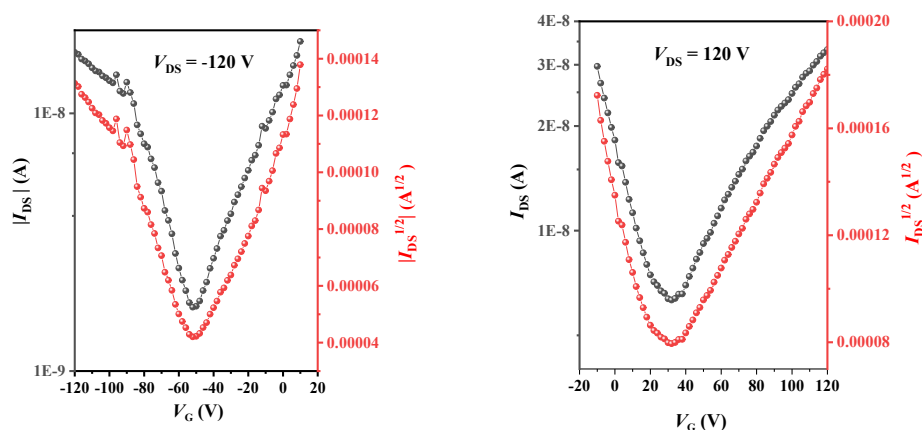 V_DS = -120 V
1E-8
1E-9
|I_DS| (A)
0.00014
0.00012
0.00010
0.00008
0.00006
0.00004
|I_DS^1/2| (A^1/2)
-120 -100 -80 -60 -40 -20 0 20
V_G (V)
V_DS = 120 V
4E-8
3E-8
2E-8
1E-8
I_DS (A)
0.00020
0.00016
0.00012
0.00008
I_DS^1/2 (A^1/2)
-20 0 20 40 60 80 100 120
V_G (V)